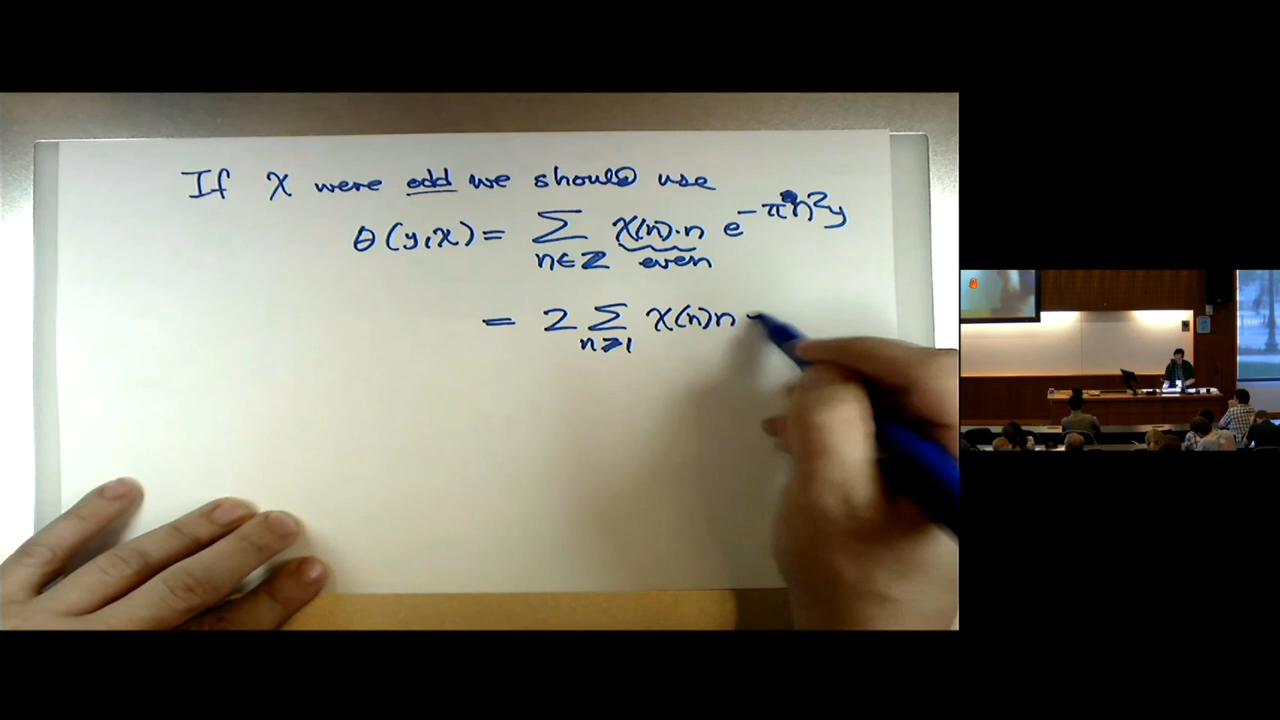 If χ were odd we should use
θ(y,χ) = Σ χ(n)·n e^{-πn²y}
n∈ℤ even
= 2 Σ χ(n)n
n≥1